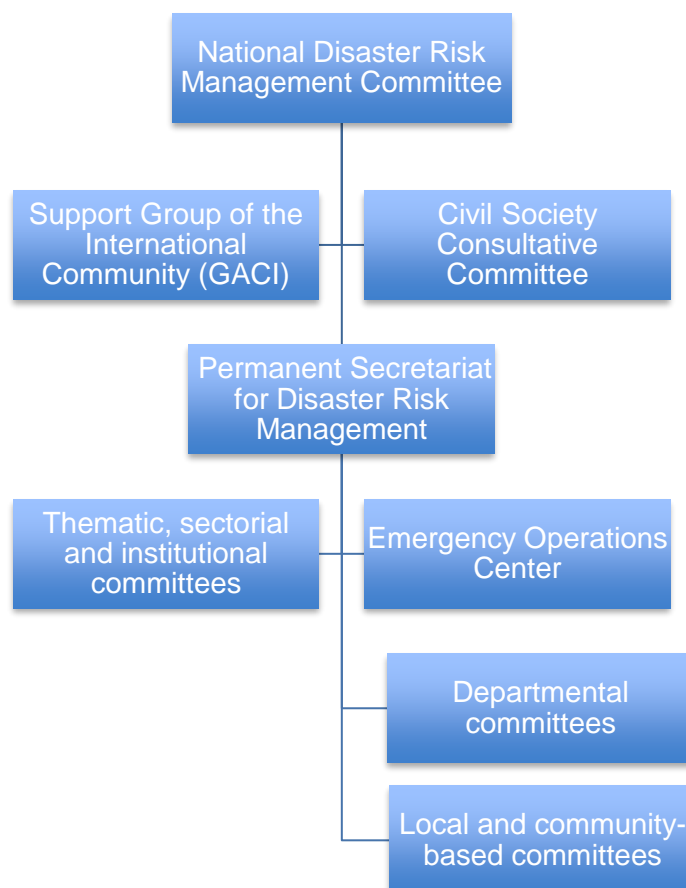 National Disaster Risk
Management Committee
Support Group of the
International
Community (GACI)
Civil Society
Consultative
Committee
Permanent Secretariat
for Disaster Risk
Management
Thematic, sectorial
and institutional
committees
Emergency Operations
Center
Departmental
committees
Local and community-
based committees